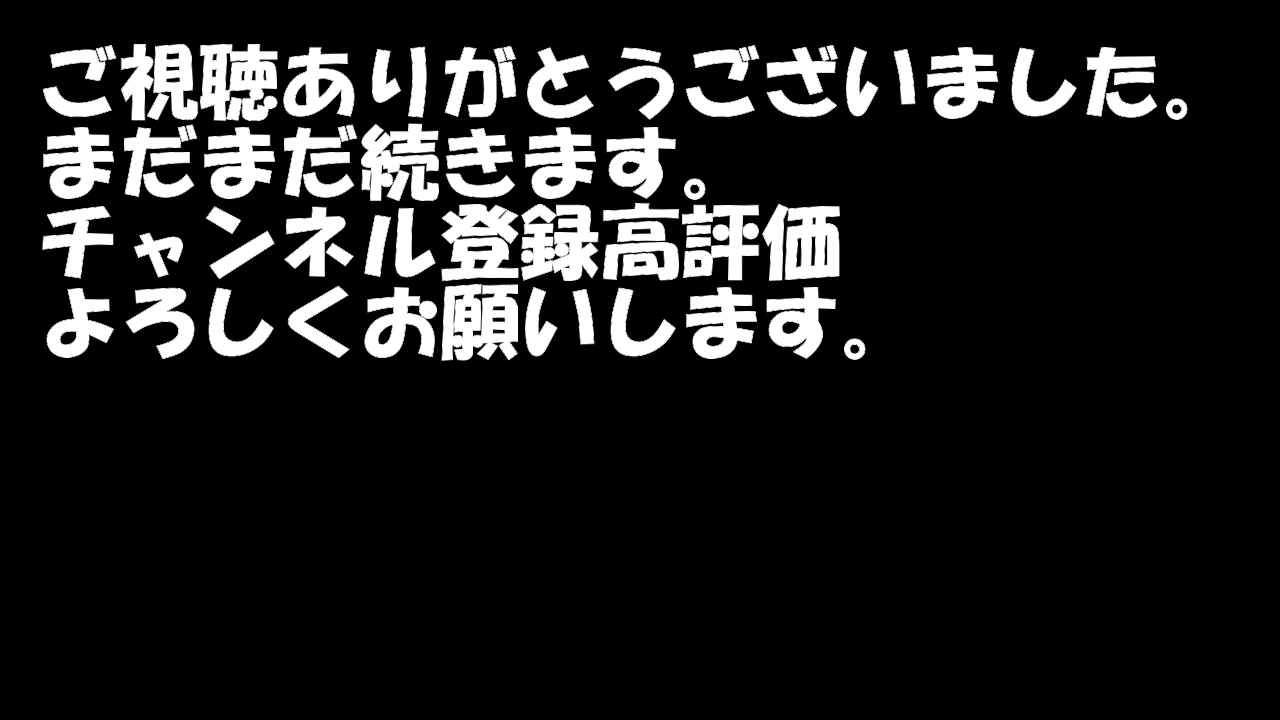 ご視聴ありがとうございました。
まだまだ続きます。
チャンネル登録高評価
よろしくお願いします。